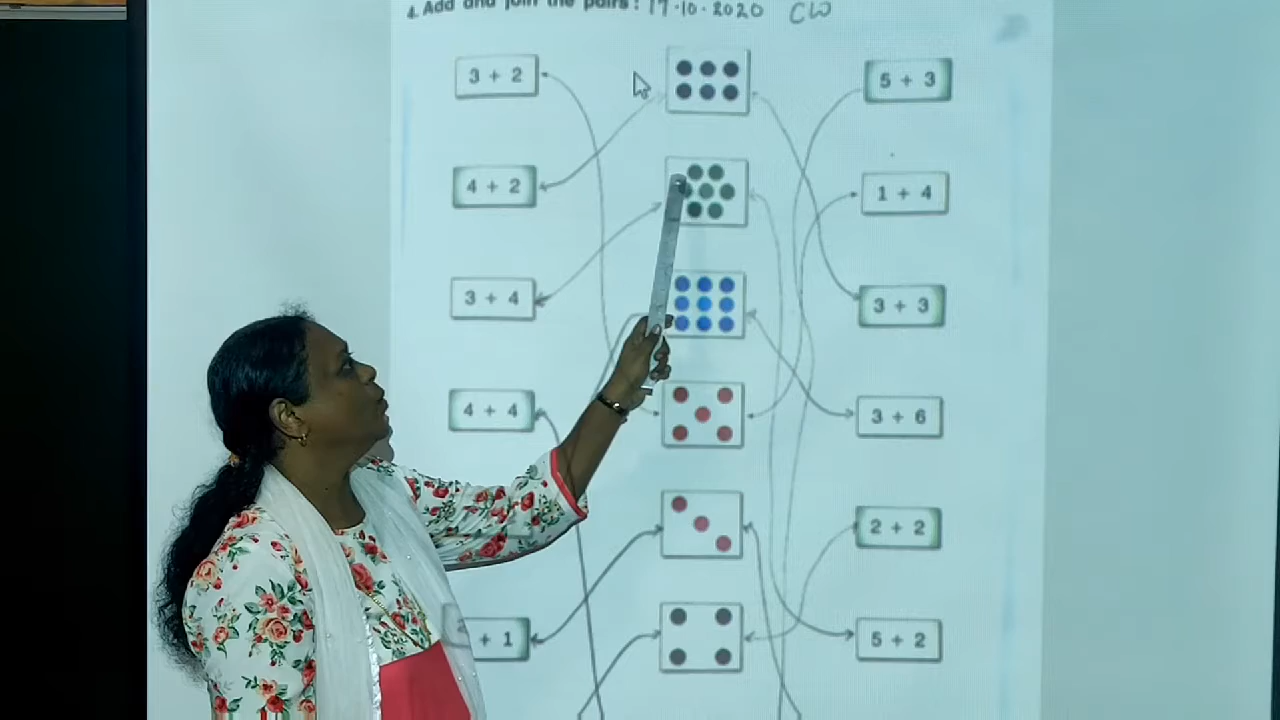 4. Add and join the pairs : 17.10.2020 CW
3 + 2
5 + 3
4 + 2
1 + 4
3 + 4
3 + 3
4 + 4
3 + 6
2 + 2
+ 1
5 + 2